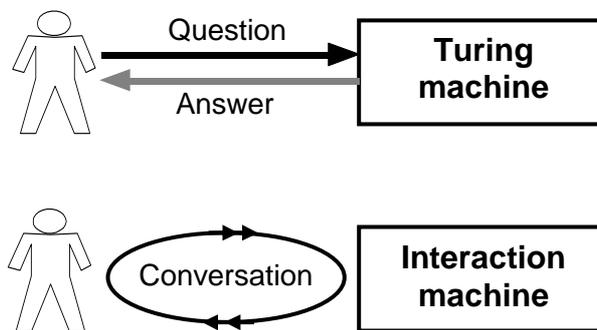 Question
Turing
machine
Answer
Conversation
Interaction
machine